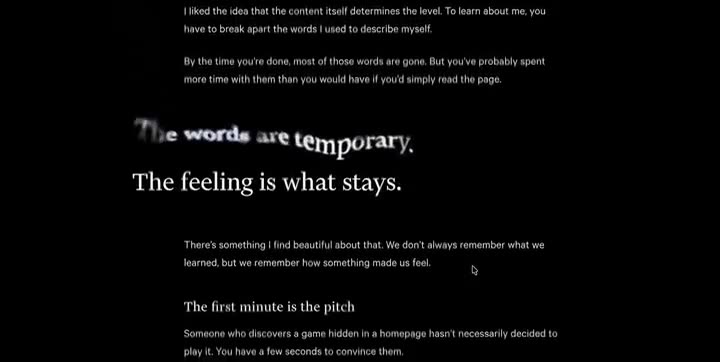 I liked the idea that the content itself determines the level. To learn about me, you
have to break apart the words I used to describe myself.
By the time you're done, most of those words are gone. But you've probably spent
more time with them than you would have if you'd simply read the page.
The words are temporary.
The feeling is what stays.
There's something I find beautiful about that. We don't always remember what we
learned, but we remember how something made us feel.
The first minute is the pitch
Someone who discovers a game hidden in a homepage hasn't necessarily decided to
play it. You have a few seconds to convince them.